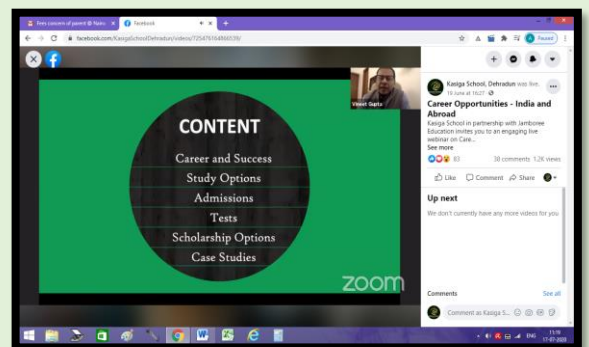 Fees concern of parent @ Nains
Facebook
facebook.com/KasigaSchoolDehradun/videos/725479164866539/
Paused
Vineet Gupta
CONTENT
Career and Success
Study Options
Admissions
Tests
Scholarship Options
Case Studies
zoom
Kasiga School, Dehradun was live.
19 June at 16:27
Career Opportunities - India and
Abroad
Kasiga School in partnership with Jamboree
Education invites you to an engaging live
webinar on Care...
See more
83
30 comments 1.2K views
Like
Comment
Share
Up next
We don't currently have any more videos for you
Comments
See all
Comment as Kasiga S...
ENG
17-07-2020